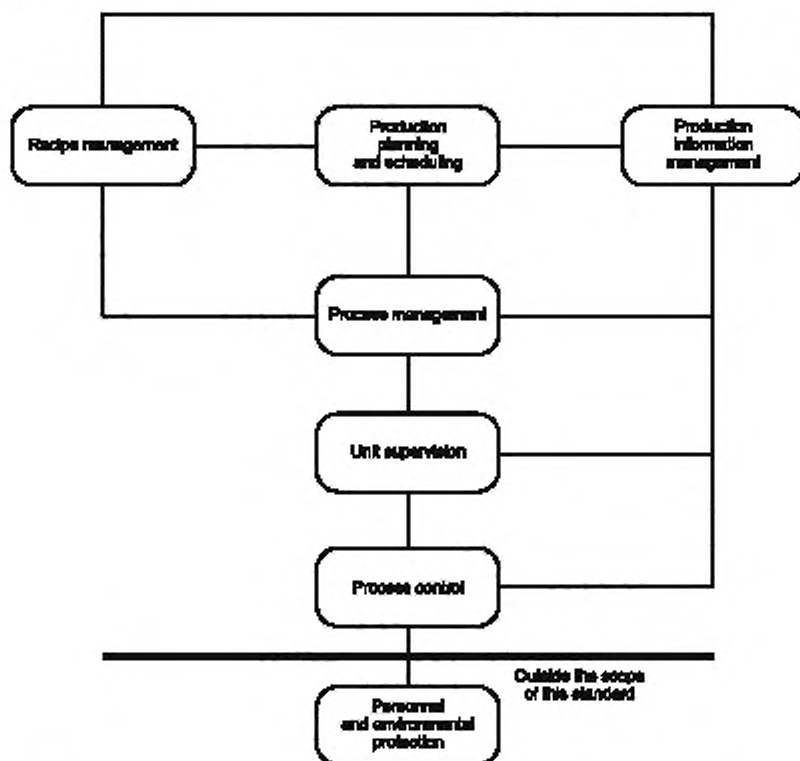 Recipe management
Production
planning
and scheduling
Production
information
management
Process management
Unit supervision
Process control
Outside the scope
of this standard
Personnel
and environmental
protection